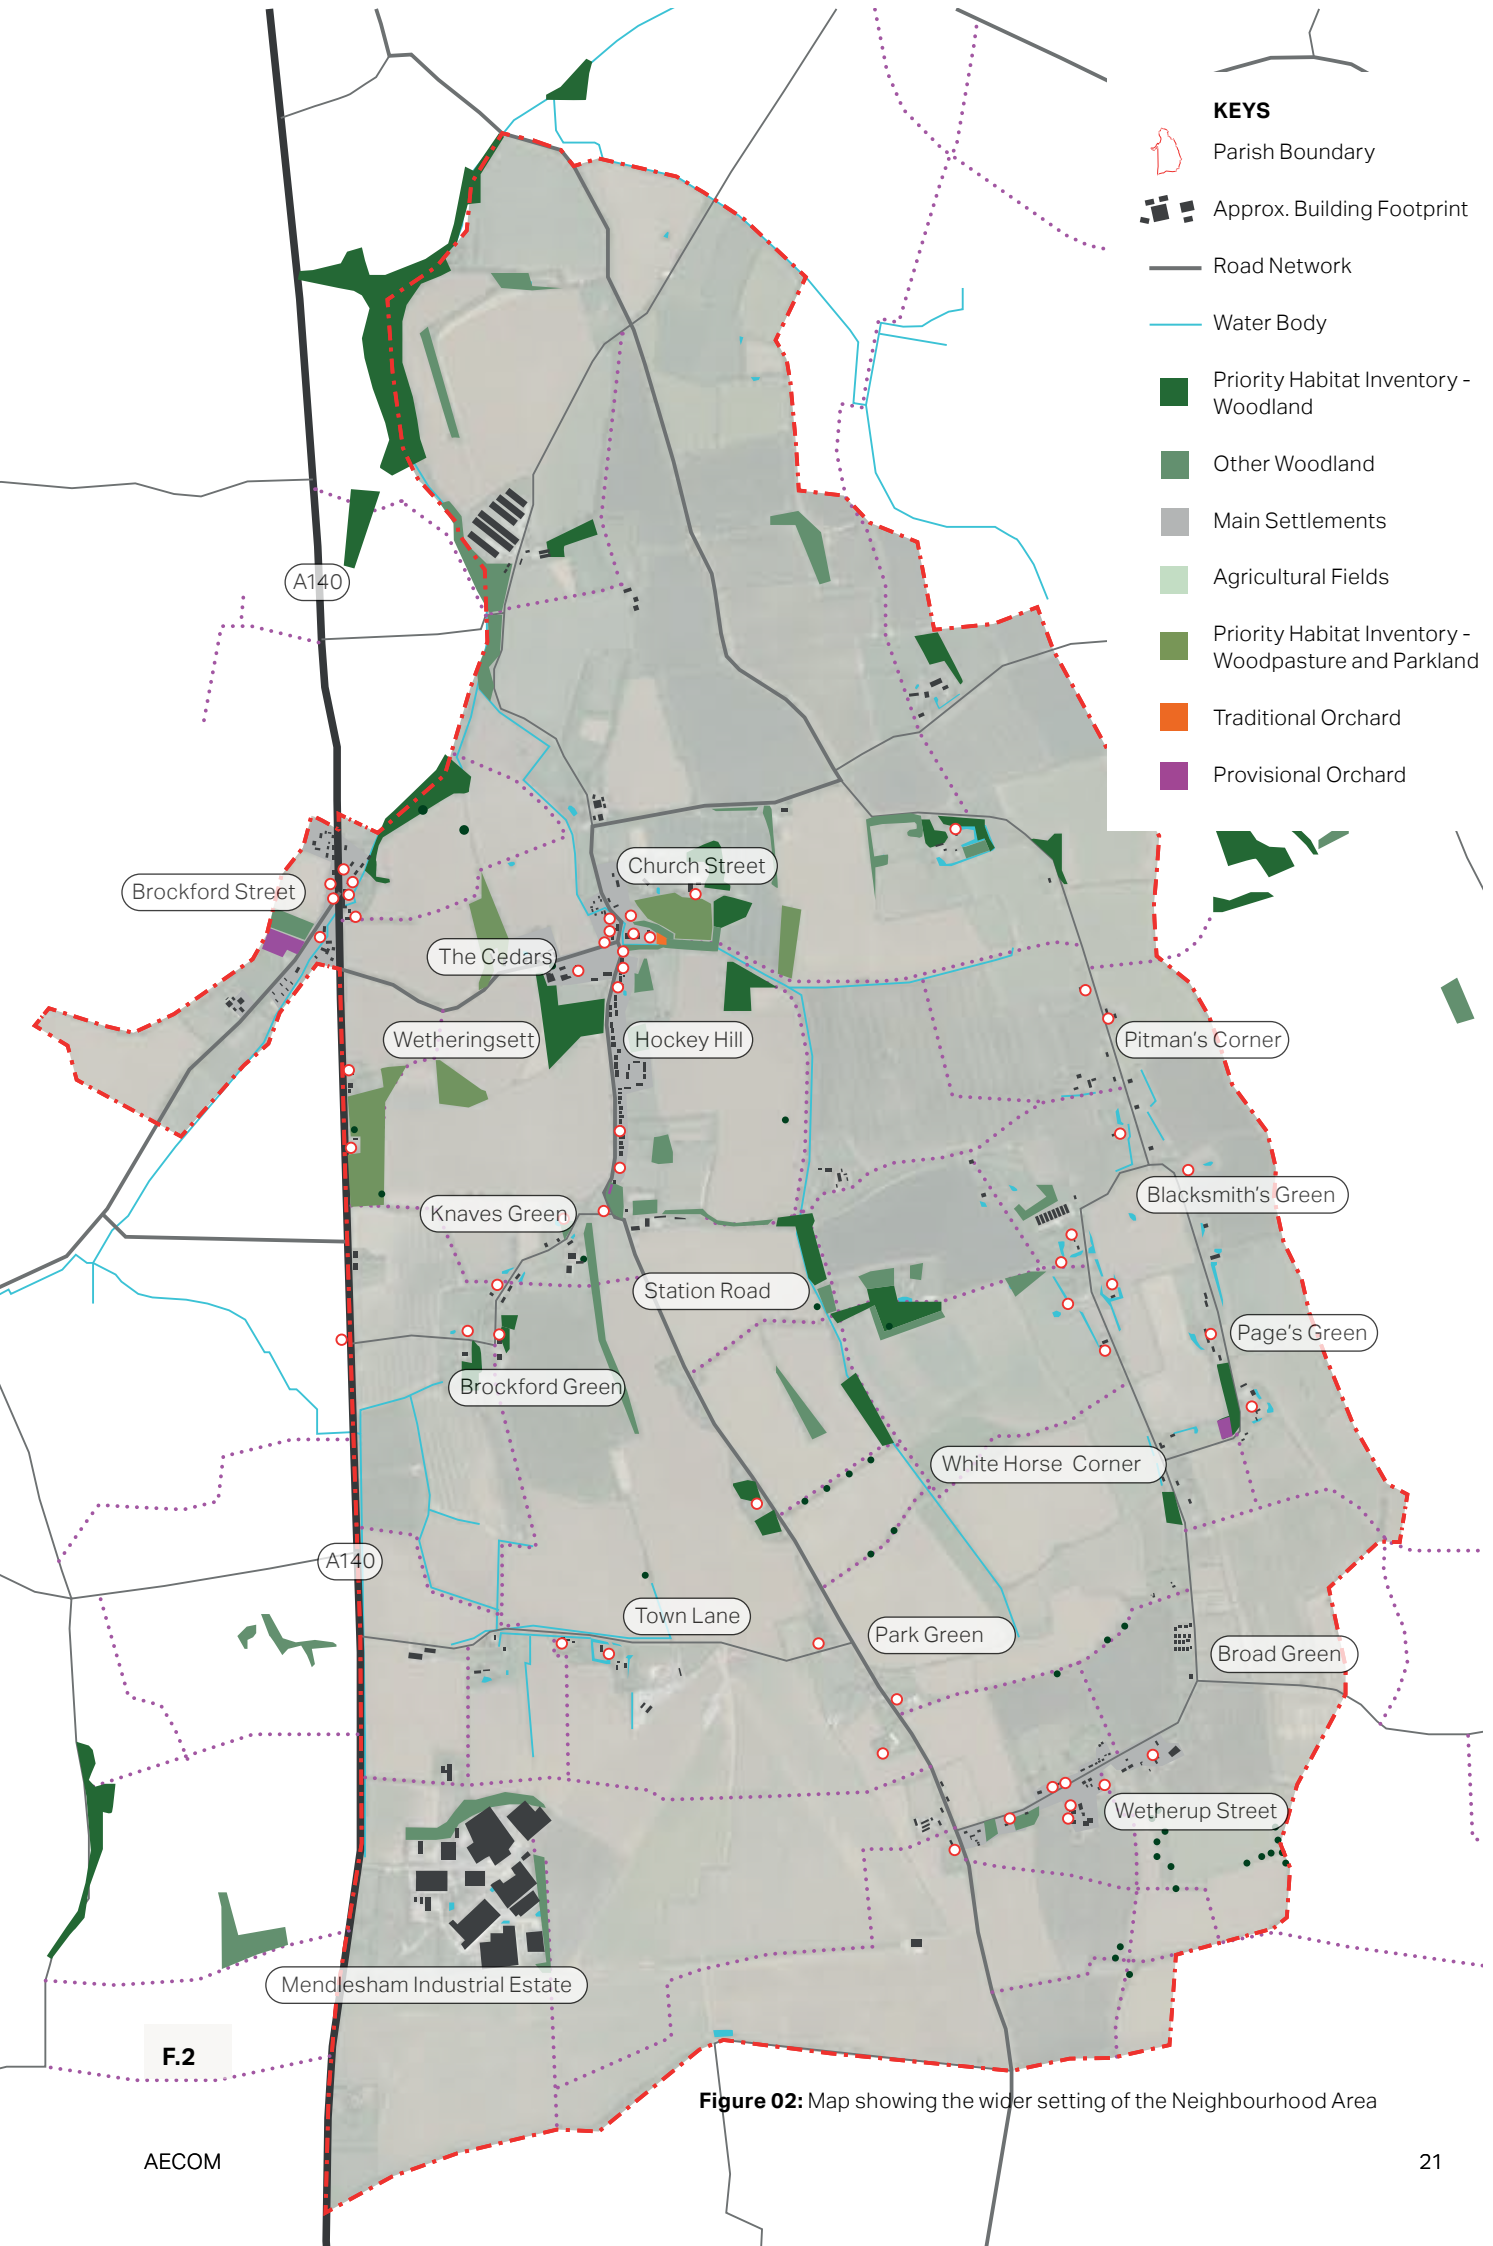 KEYS
Parish Boundary
Approx. Building Footprint
Road Network
Water Body
Priority Habitat Inventory -
Woodland
Other Woodland
Main Settlements
Agricultural Fields
Priority Habitat Inventory -
Woodpasture and Parkland
Traditional Orchard
Provisional Orchard
A140
Church Street
Brockford Street
The Cedars
Wetheringsett
Hockey Hill
Pitman's Corner
Blacksmith's Green
Knaves Green
Station Road
Page's Green
Brockford Green
White Horse Corner
A140
Town Lane
Park Green
Broad Green
Wetherup Street
Mendlesham Industrial Estate
F.2
Figure 02: Map showing the wider setting of the Neighbourhood Area
AECOM
21